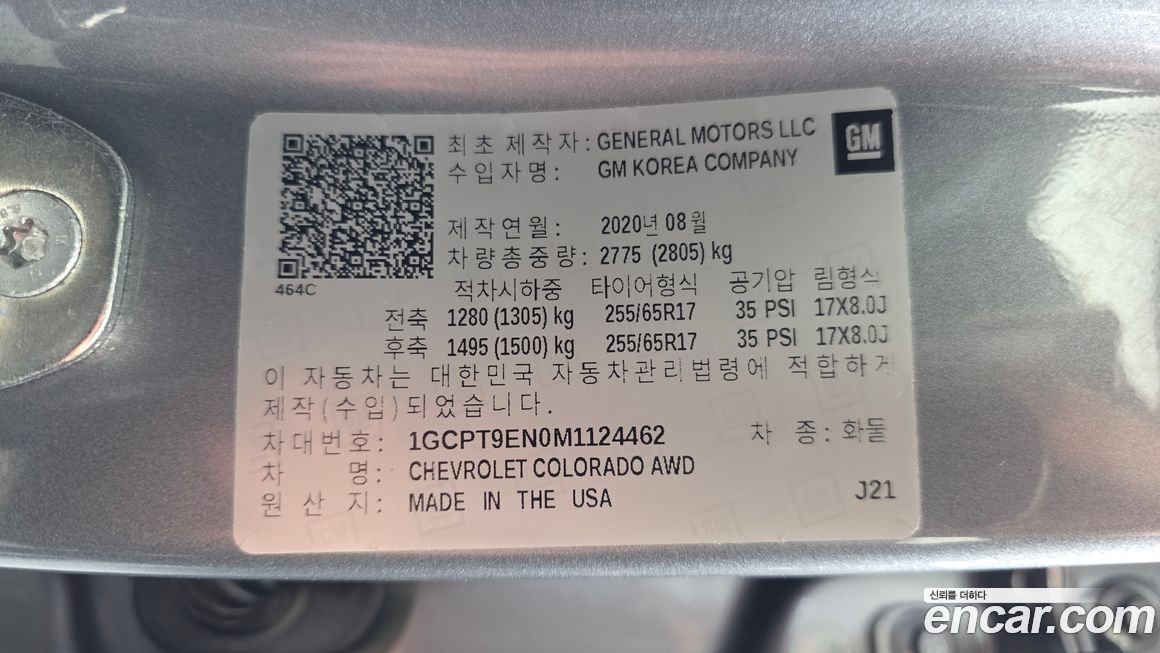 최초 제작자 : GENERAL MOTORS LLC
수입자명 : GM KOREA COMPANY
GM
제작연월 : 2020년 08월
차량총중량 : 2775 (2805) kg
464C
적차시하중 타이어형식 공기압 림형식
전축 1280 (1305) kg 255/65R17 35 PSI 17X8.0J
후축 1495 (1500) kg 255/65R17 35 PSI 17X8.0J
이 자동차는 대한민국 자동차관리법령에 적합하게
제작(수입)되었습니다.
차대번호 : 1GCPT9EN0M1124462 차 종 : 화물
차 명 : CHEVROLET COLORADO AWD
원 산 지 : MADE IN THE USA
J21
신뢰를 더하다
encar.com